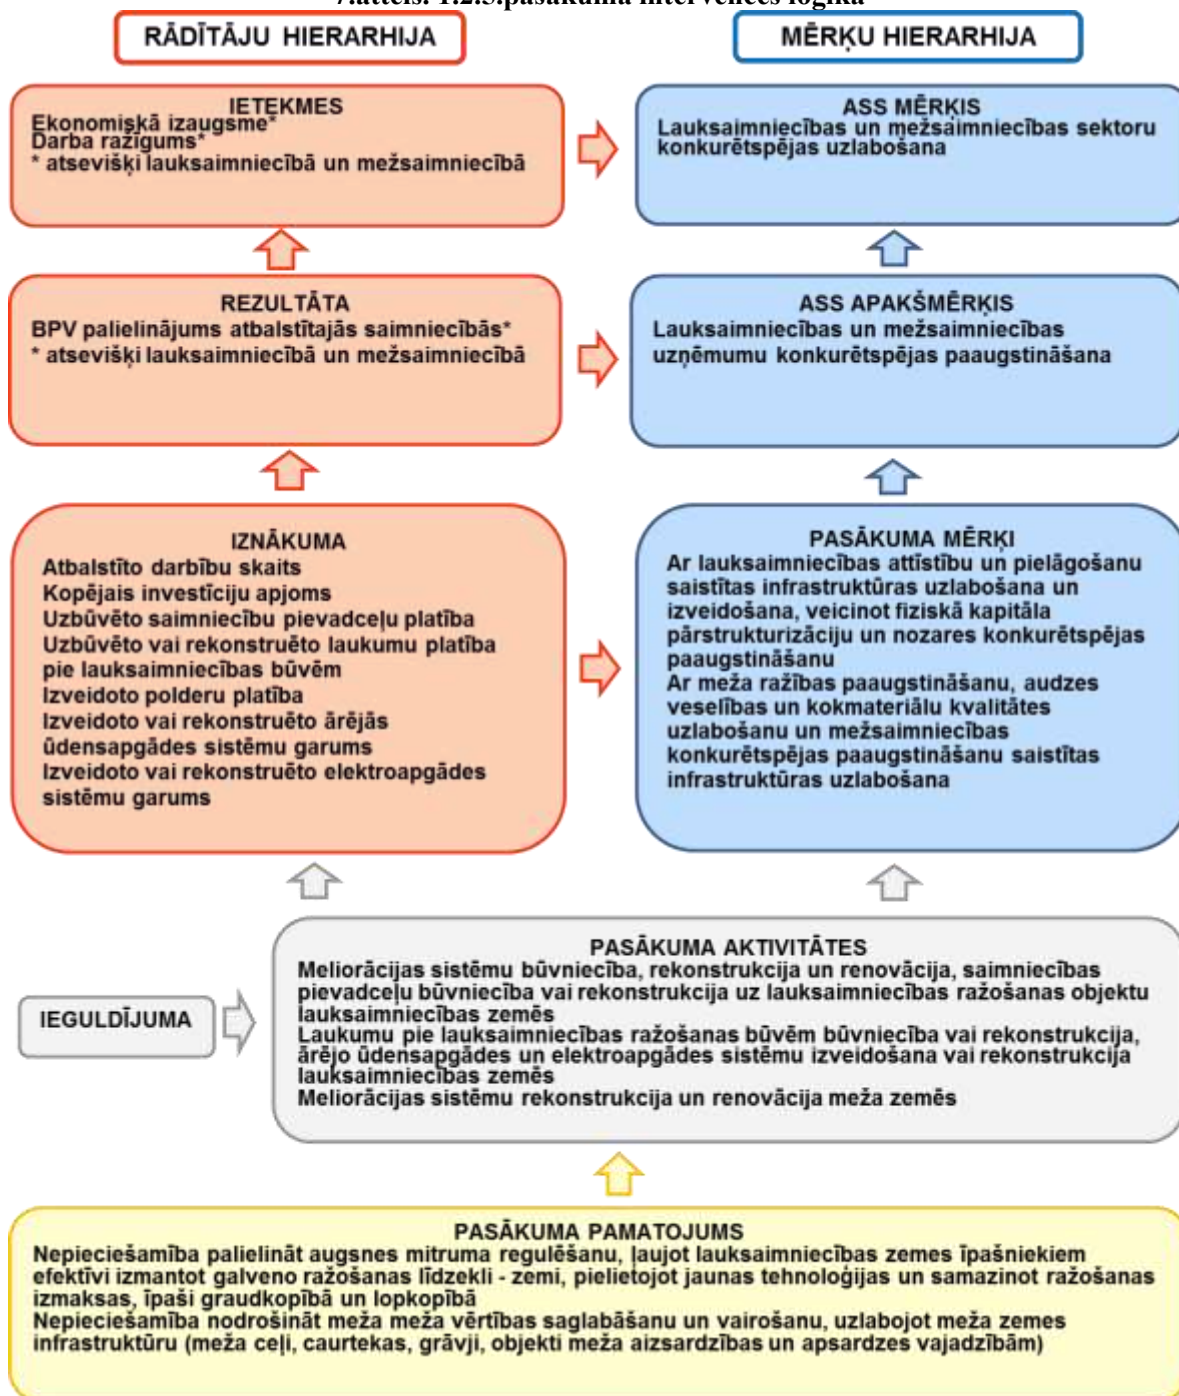 7.attēls. 1.2.5.pasākuma intervences loģika
RĀDĪTĀJU HIERARHIJA
MĒRĶU HIERARHIJA
IETEKMES
Ekonomiskā izaugsme*
Darba ražīgums*
* atsevišķi lauksaimniecībā un mežsaimniecībā
ASS MĒRĶIS
Lauksaimniecības un mežsaimniecības sektoru
konkurētspējas uzlabošana
REZULTĀTA
BPV palielinājums atbalstītajās saimniecībās*
* atsevišķi lauksaimniecībā un mežsaimniecībā
ASS APAKŠMĒRĶIS
Lauksaimniecības un mežsaimniecības
uzņēmumu konkurētspējas paaugstināšana
IZNĀKUMA
Atbalstīto darbību skaits
Kopējais investīciju apjoms
Uzbūvēto saimniecību pievadceļu platība
Uzbūvēto vai rekonstruēto laukumu platība
pie lauksaimniecības būvēm
Izveidoto polderu platība
Izveidoto vai rekonstruēto ārējās
ūdensapgādes sistēmu garums
Izveidoto vai rekonstruēto elektroapgādes
sistēmu garums
PASĀKUMA MĒRĶI
Ar lauksaimniecības attīstību un pielāgošanu
saistītas infrastruktūras uzlabošana un
izveidošana, veicinot fiziskā kapitāla
pārstrukturizāciju un nozares konkurētspējas
paaugstināšanu
Ar meža ražības paaugstināšanu, audzes
veselības un kokmateriālu kvalitātes
uzlabošanu un mežsaimniecības
konkurētspējas paaugstināšanu saistītas
infrastruktūras uzlabošana
IEGULDĪJUMA
PASĀKUMA AKTIVITĀTES
Meliorācijas sistēmu būvniecība, rekonstrukcija un renovācija, saimniecības
pievadceļu būvniecība vai rekonstrukcija uz lauksaimniecības ražošanas objektu
lauksaimniecības zemēs
Laukumu pie lauksaimniecības ražošanas būvēm būvniecība vai rekonstrukcija,
ārējo ūdensapgādes un elektroapgādes sistēmu izveidošana vai rekonstrukcija
lauksaimniecības zemēs
Meliorācijas sistēmu rekonstrukcija un renovācija meža zemēs
PASĀKUMA PAMATOJUMS
Nepieciešamība palielināt augsnes mitruma regulēšanu, ļaujot lauksaimniecības zemes īpašniekiem
efektīvi izmantot galveno ražošanas līdzekli - zemi, pielietojot jaunas tehnoloģijas un samazinot ražošanas
izmaksas, īpaši graudkopībā un lopkopībā
Nepieciešamība nodrošināt meža meža vērtības saglabāšanu un vairošanu, uzlabojot meža zemes
infrastruktūru (meža ceļi, caurtekas, grāvji, objekti meža aizsardzības un apsardzes vajadzībām)